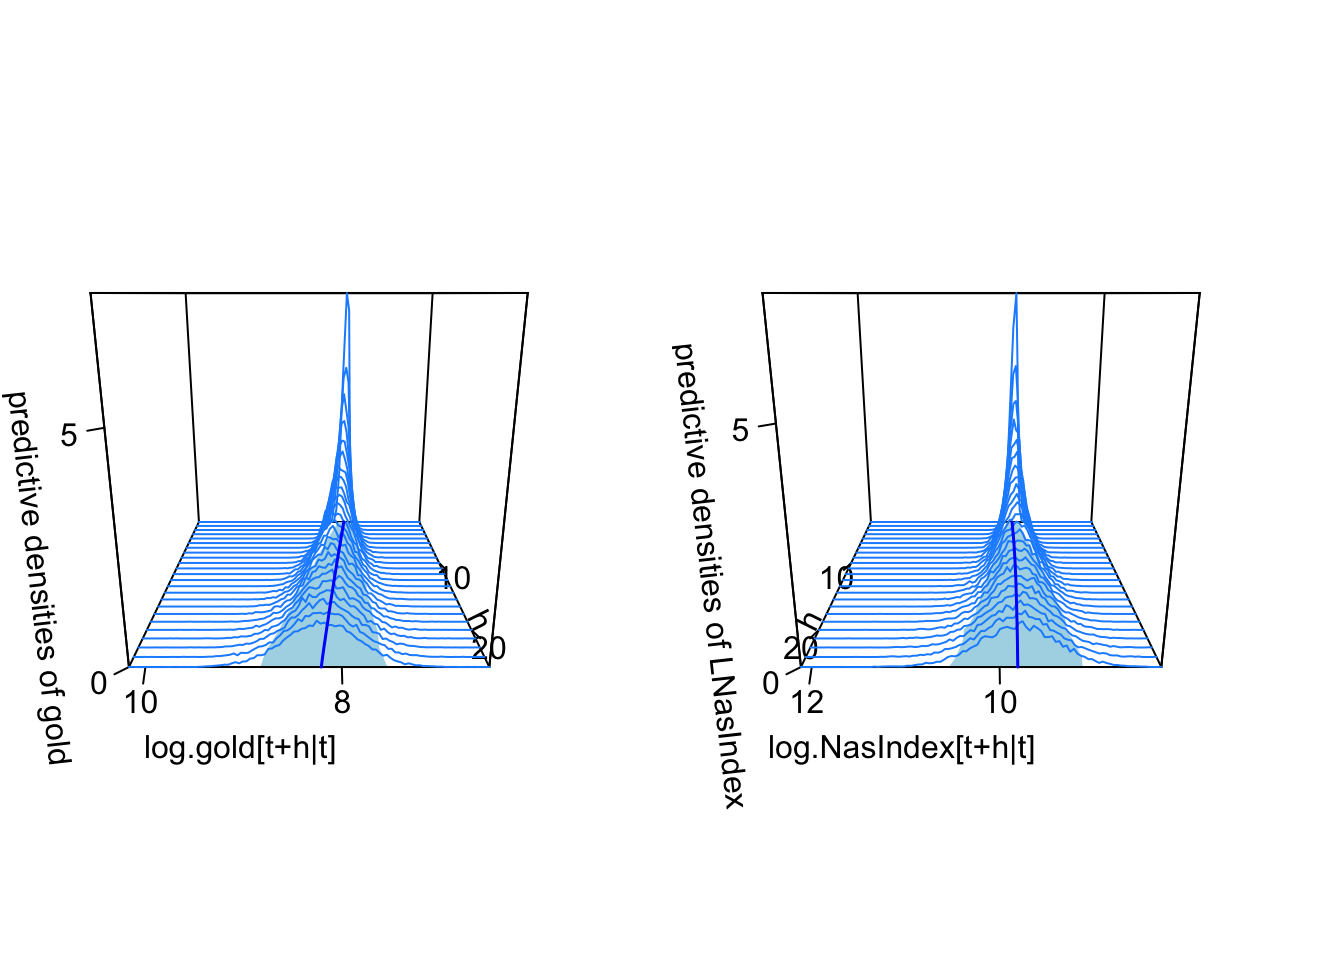 predictive densities of gold
5
0
10
8
log.gold[t+h|t]
10
h
20
predictive densities of LNasIndex
5
0
12
10
log.NasIndex[t+h|t]
10
h
20